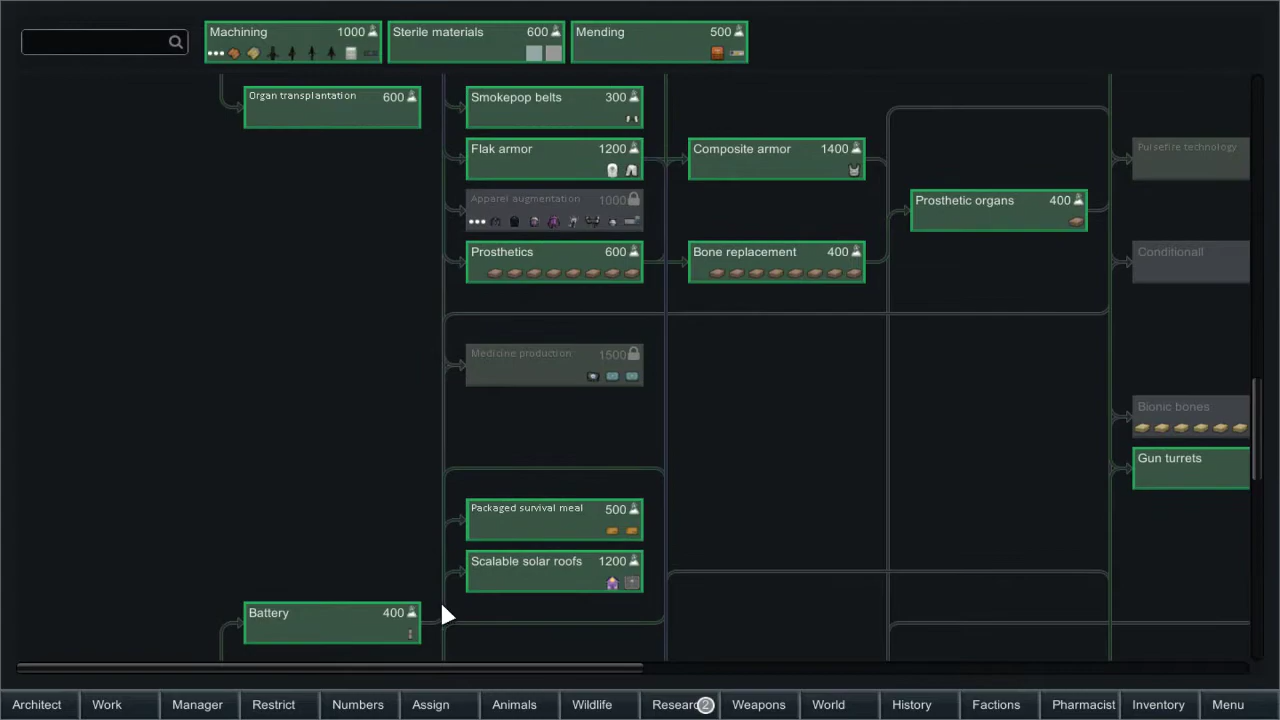 Machining 1000
Sterile materials 600
Mending 500
Organ transplantation 600
Smokepop belts 300
Flak armor 1200
Composite armor 1400
Pulsefire technology
Apparel augmentation 1000
Prosthetic organs 400
Prosthetics 600
Bone replacement 400
Conditionall
Medicine production 1500
Bionic bones
Gun turrets
Packaged survival meal 500
Scalable solar roofs 1200
Battery 400
Architect
Work
Manager
Restrict
Numbers
Assign
Animals
Wildlife
Researc 2
Weapons
World
History
Factions
Pharmacist
Inventory
Menu